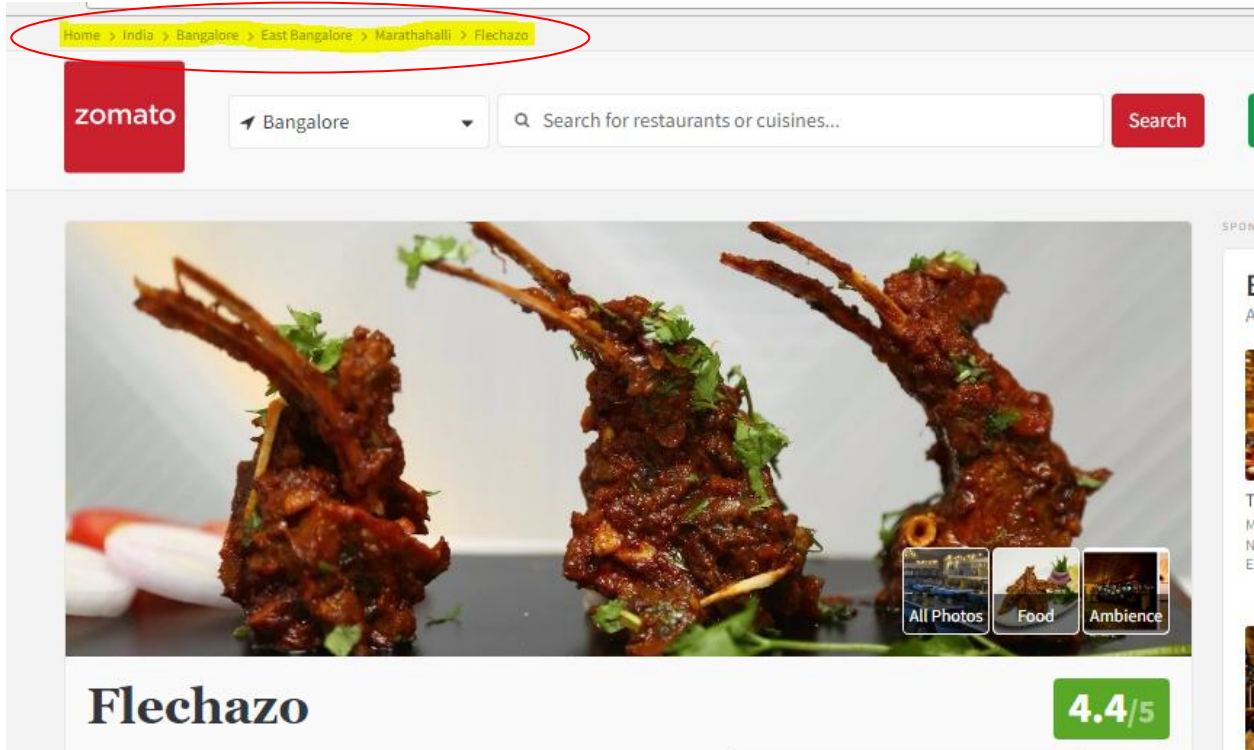 Home > India > Bangalore > East Bangalore > Marathahalli > Flechazo
zomato
Bangalore
Search for restaurants or cuisines...
Search
All Photos
Food
Ambience
Flechazo
4.4/5